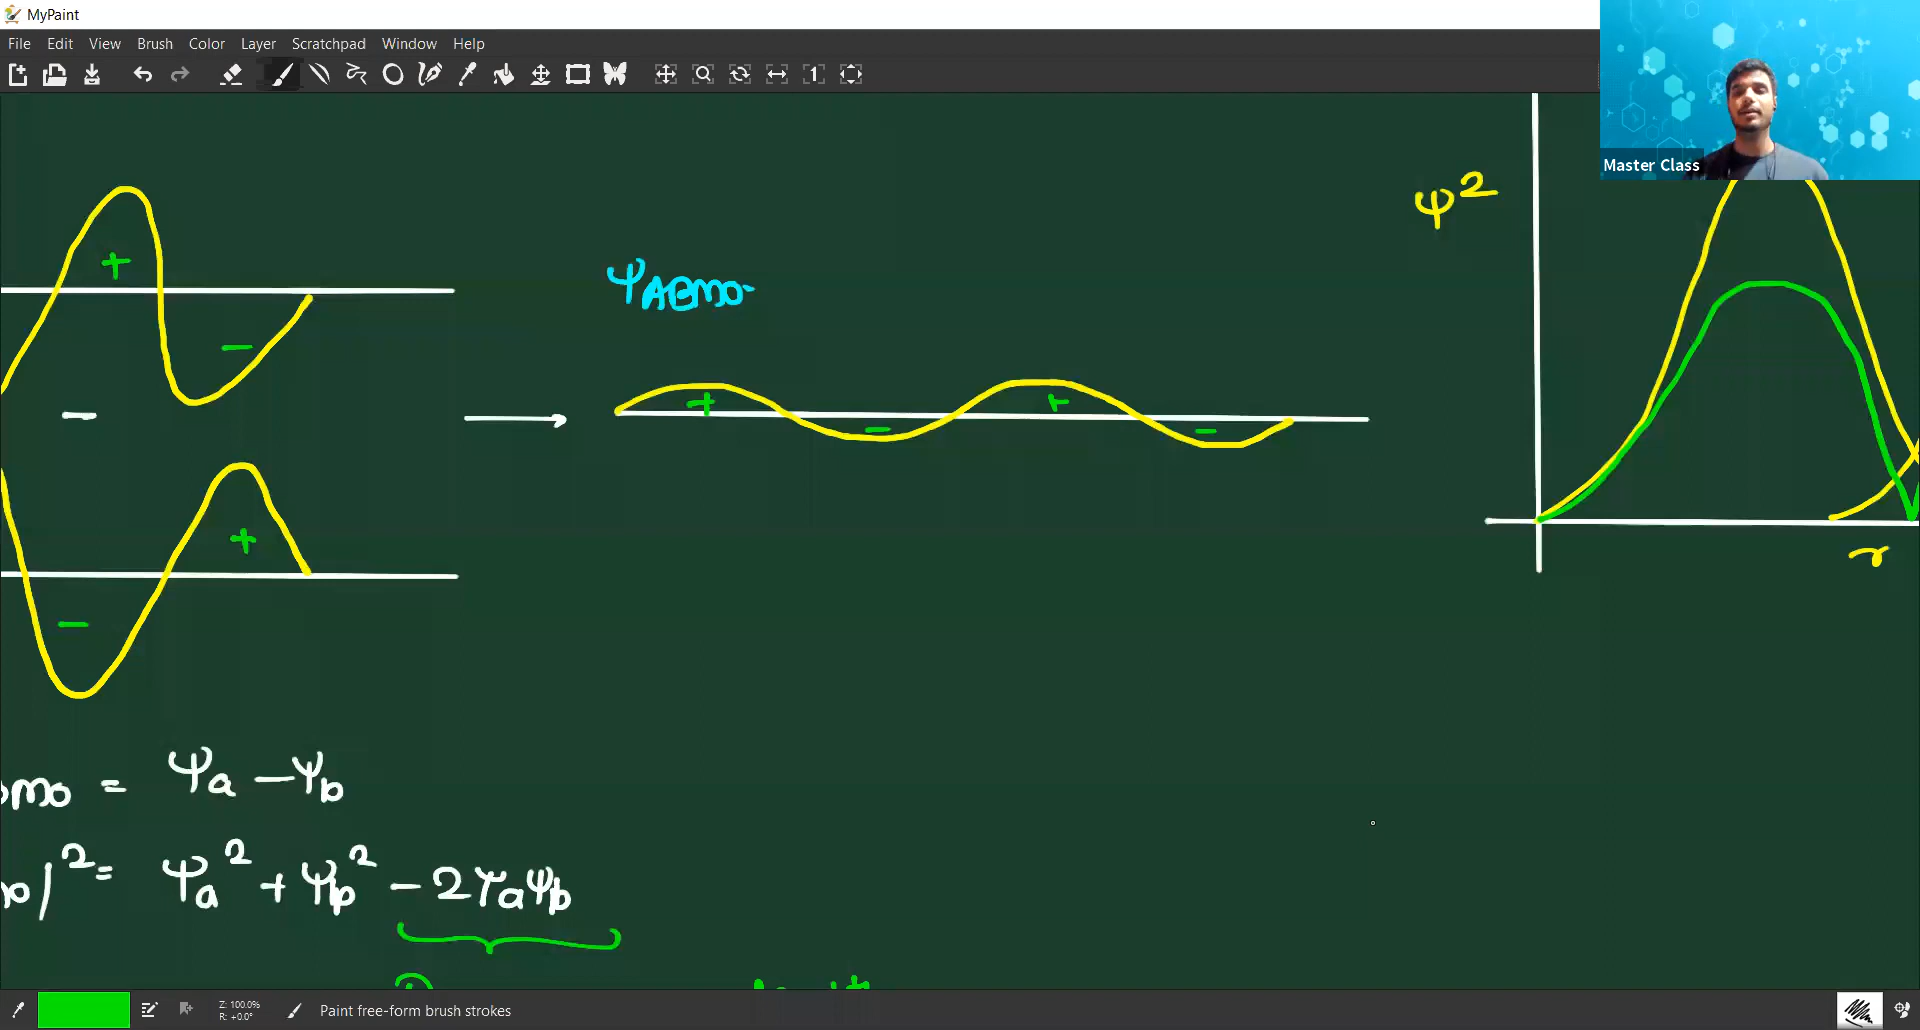 MyPaint
File Edit View Brush Color Layer Scratchpad Window Help
Master Class
ψ²
+
ψABMO
-
+ - + -
-
+
r
-
MO = ψa - ψb
|² = ψa² + ψb² - 2ψaψb
Z: 100.0%
R: +0.0°
Paint free-form brush strokes